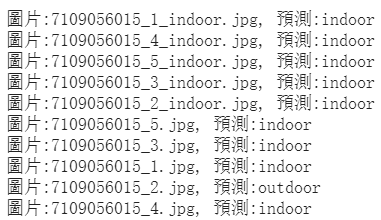 圖片:7109056015_1_indoor.jpg, 預測:indoor
圖片:7109056015_4_indoor.jpg, 預測:indoor
圖片:7109056015_5_indoor.jpg, 預測:indoor
圖片:7109056015_3_indoor.jpg, 預測:indoor
圖片:7109056015_2_indoor.jpg, 預測:indoor
圖片:7109056015_5.jpg, 預測:indoor
圖片:7109056015_3.jpg, 預測:indoor
圖片:7109056015_1.jpg, 預測:indoor
圖片:7109056015_2.jpg, 預測:outdoor
圖片:7109056015_4.jpg, 預測:indoor